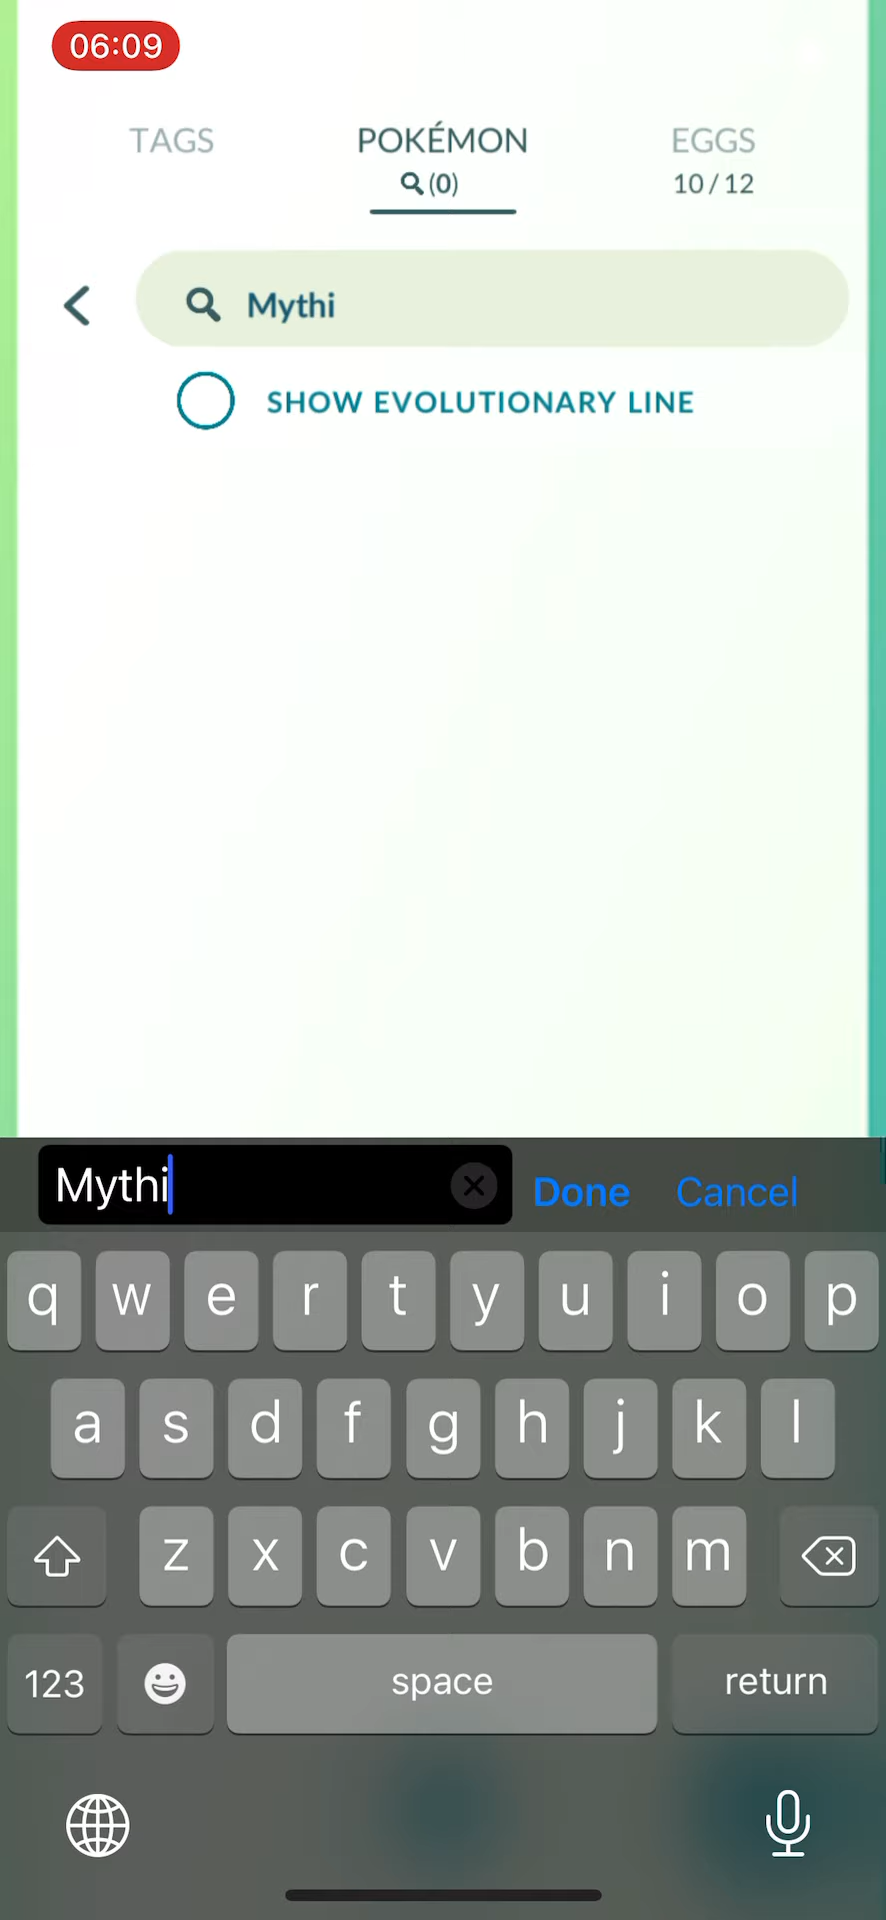 06:09
TAGS
POKÉMON
EGGS
(0)
10 / 12
Mythi
SHOW EVOLUTIONARY LINE
Mythi
Done
Cancel
q w e r t y u i o p
a s d f g h j k l
z x c v b n m
123
space
return